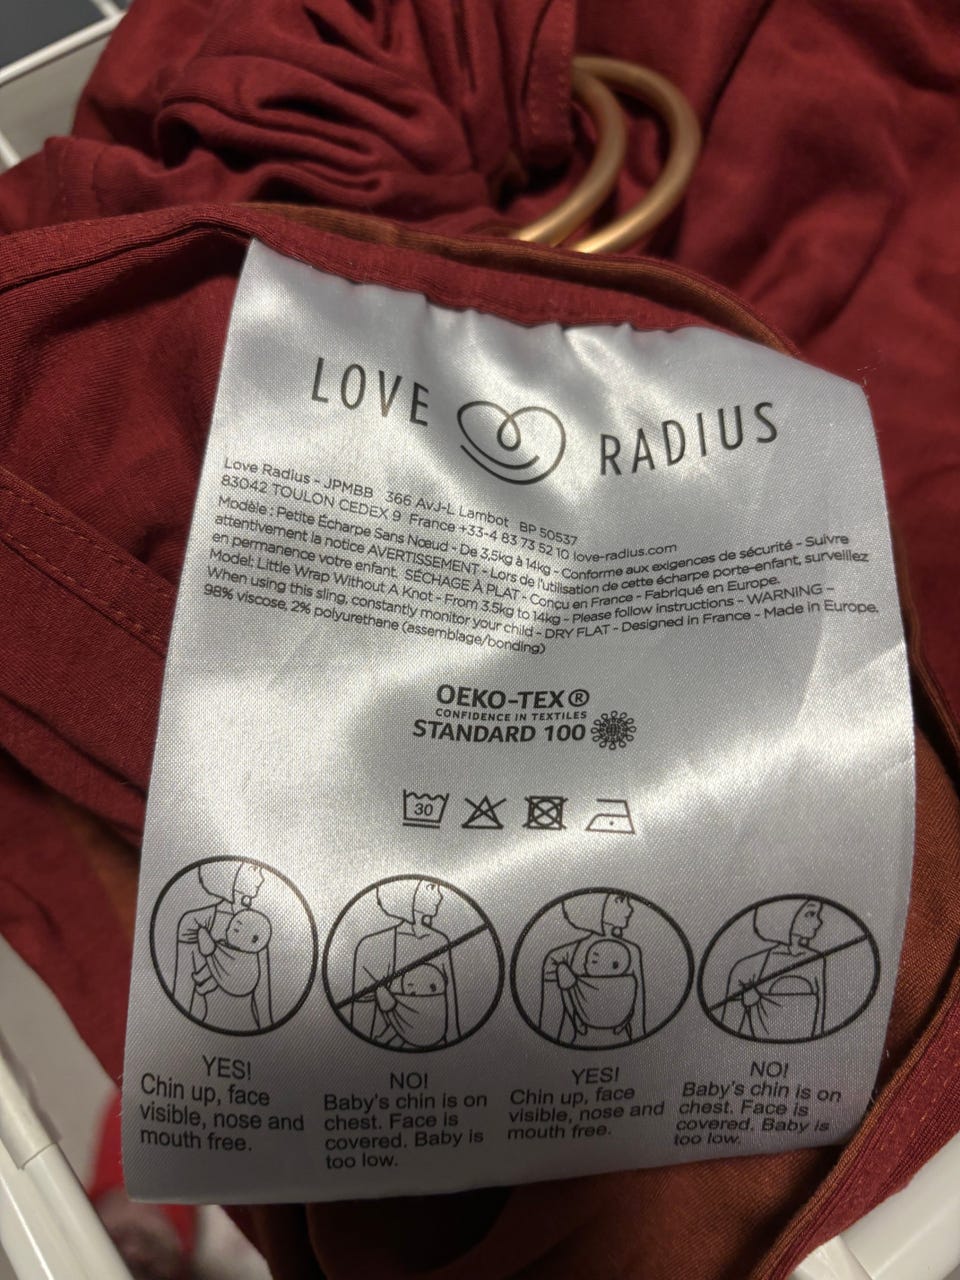 LOVE RADIUS
Love Radius - JPMBB 366 AvJ-L Lambot BP 50537
83042 TOULON CEDEX 9 France +33-4 83 73 52 10 love-radius.com
Modèle : Petite Echarpe Sans Nœud - De 3,5kg à 14kg - Conforme aux exigences de sécurité - Suivre
attentivement la notice AVERTISSEMENT - Lors de l'utilisation de cette écharpe porte-enfant, surveillez
en permanence votre enfant. SÉCHAGE À PLAT - Conçu en France - Fabriqué en Europe.
Model: Little Wrap Without A Knot - From 3.5kg to 14kg - Please follow instructions - WARNING -
When using this sling, constantly monitor your child - DRY FLAT - Designed in France - Made in Europe.
98% viscose, 2% polyurethane (assemblage/bonding)
OEKO-TEX®
CONFIDENCE IN TEXTILES
STANDARD 100
30
YES!
Chin up, face
visible, nose and
mouth free.
NO!
Baby's chin is on
chest. Face is
covered. Baby is
too low.
YES!
Chin up, face
visible, nose and
mouth free.
NO!
Baby's chin is on
chest. Face is
covered. Baby is
too low.